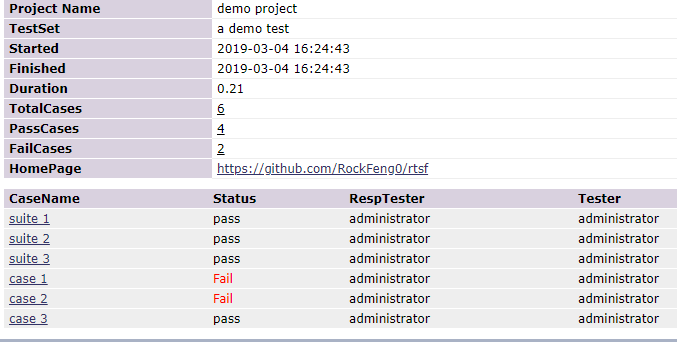 Project Name demo project
TestSet a demo test
Started 2019-03-04 16:24:43
Finished 2019-03-04 16:24:43
Duration 0.21
TotalCases 6
PassCases 4
FailCases 2
HomePage https://github.com/RockFeng0/rtsf
CaseName Status RespTester Tester
suite 1 pass administrator administrator
suite 2 pass administrator administrator
suite 3 pass administrator administrator
case 1 Fail administrator administrator
case 2 Fail administrator administrator
case 3 pass administrator administrator